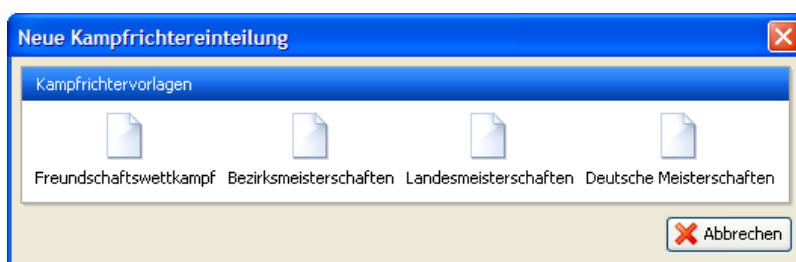 Neue Kampfrichtereinteilung
Kampfrichtervorlagen
Freundschaftswettkampf Bezirksmeisterschaften Landesmeisterschaften Deutsche Meisterschaften
Abbrechen